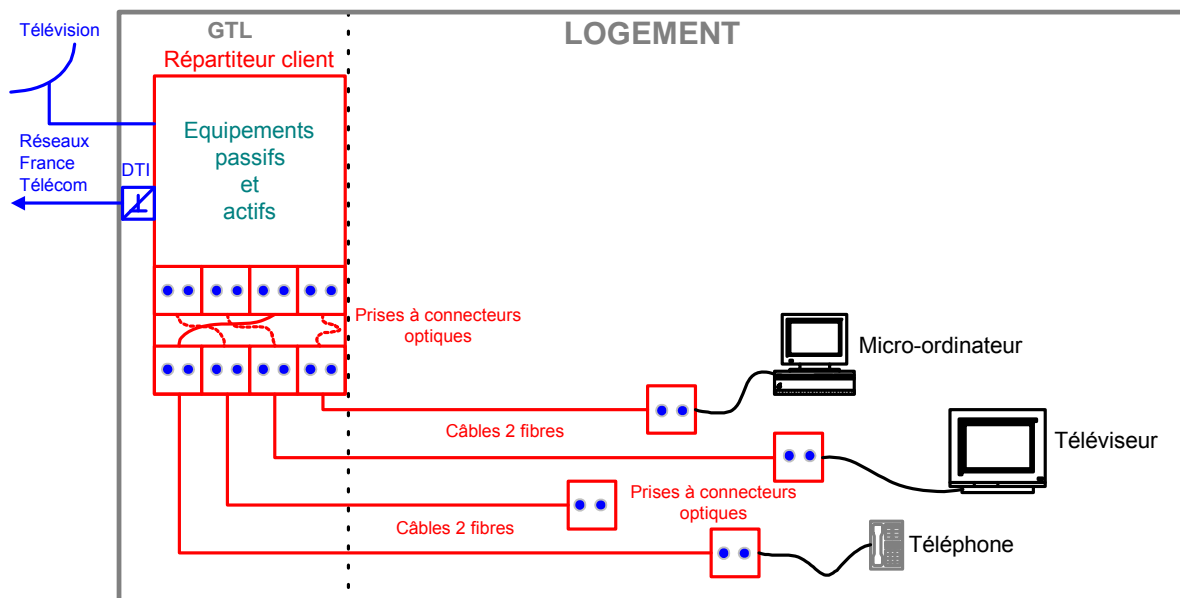 Télévision
GTL
LOGEMENT
Répartiteur client
Réseaux
France
Télécom
DTI
Equipements
passifs
et
actifs
Prises à connecteurs
optiques
Micro-ordinateur
Câbles 2 fibres
Téléviseur
Prises à connecteurs
optiques
Câbles 2 fibres
Téléphone